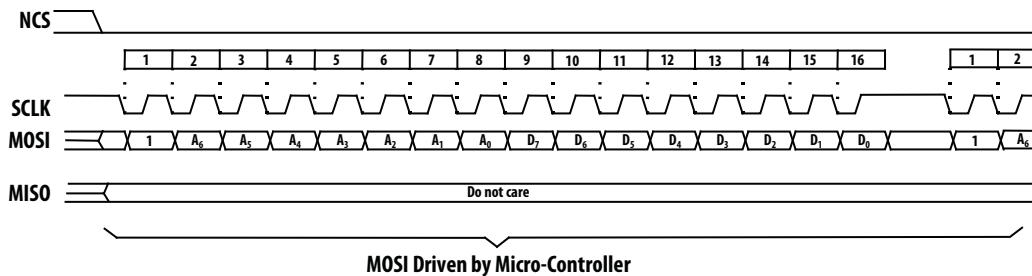 NCS
1 2 3 4 5 6 7 8 9 10 11 12 13 14 15 16 1 2
SCLK
MOSI 1 A6 A5 A4 A3 A2 A1 A0 D7 D6 D5 D4 D3 D2 D1 D0 1 A6
MISO Do not care
MOSI Driven by Micro-Controller